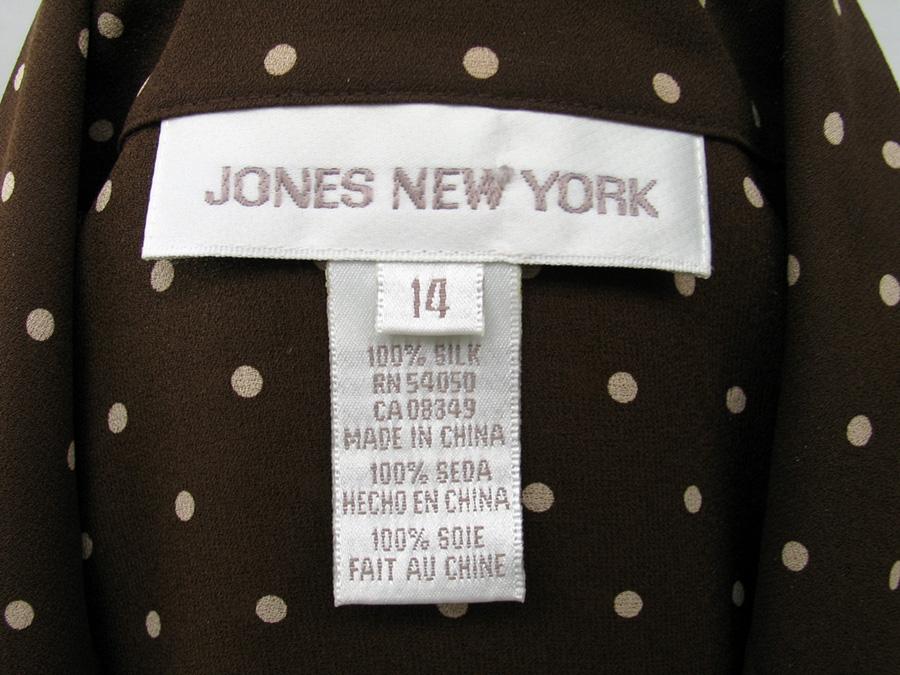 JONES NEW YORK
14
100% SILK
RN 54050
CA 08349
MADE IN CHINA
100% SEDA
HECHO EN CHINA
100% SOIE
FAIT AU CHINE